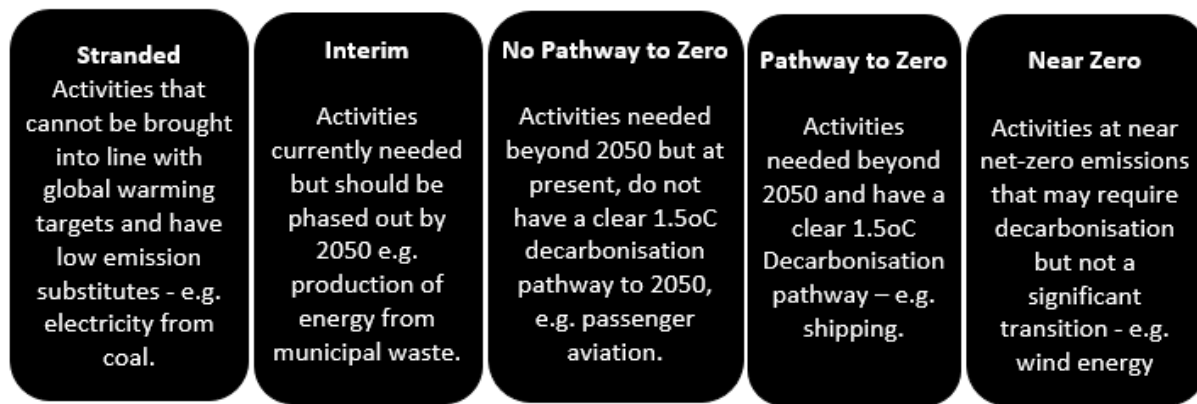 Stranded
Activities that
cannot be brought
into line with
global warming
targets and have
low emission
substitutes - e.g.
electricity from
coal.
Interim
Activities
currently needed
but should be
phased out by
2050 e.g.
production of
energy from
municipal waste.
No Pathway to Zero
Activities needed
beyond 2050 but at
present, do not
have a clear 1.5oC
decarbonisation
pathway to 2050,
e.g. passenger
aviation.
Pathway to Zero
Activities
needed beyond
2050 and have a
clear 1.5oC
Decarbonisation
pathway – e.g.
shipping.
Near Zero
Activities at near
net-zero emissions
that may require
decarbonisation
but not a
significant
transition - e.g.
wind energy